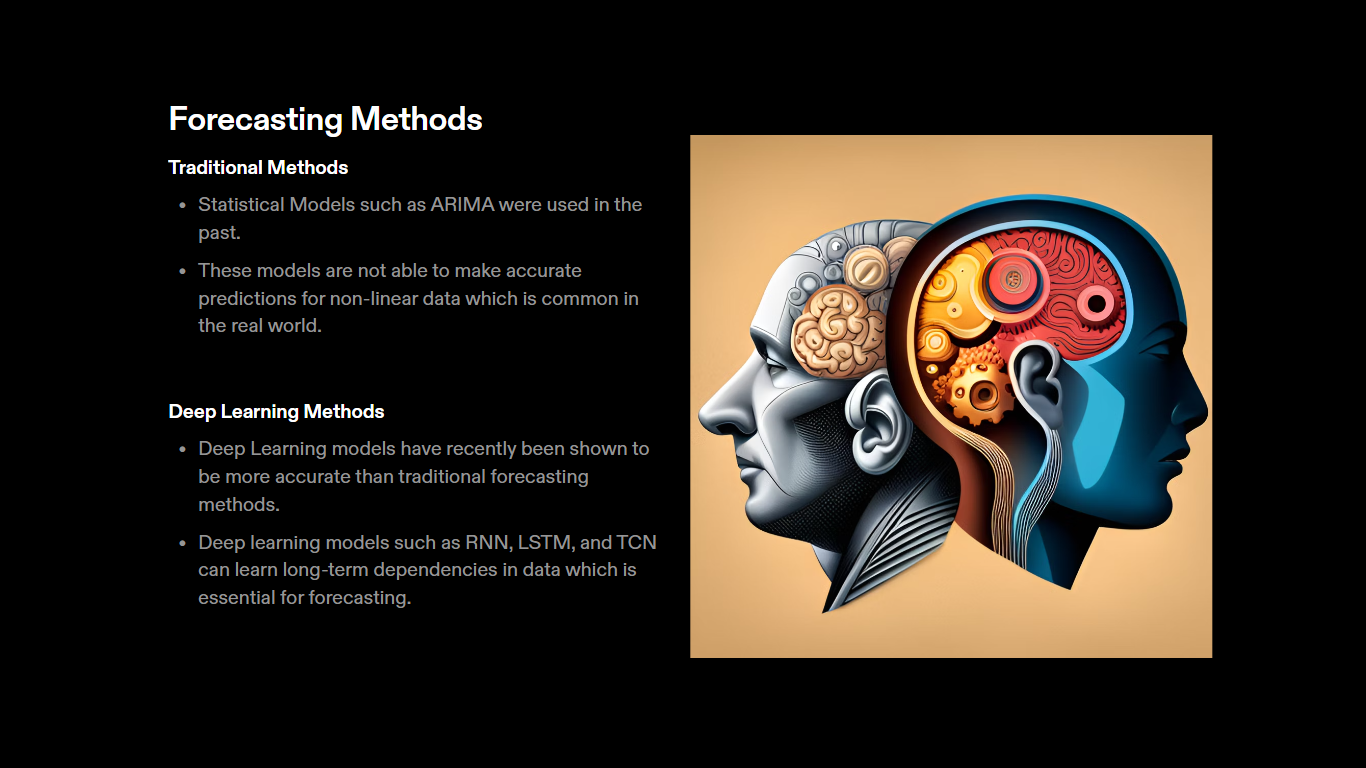 Forecasting Methods
Traditional Methods
• Statistical Models such as ARIMA were used in the
past.
• These models are not able to make accurate
predictions for non-linear data which is common in
the real world.
Deep Learning Methods
• Deep Learning models have recently been shown to
be more accurate than traditional forecasting
methods.
• Deep learning models such as RNN, LSTM, and TCN
can learn long-term dependencies in data which is
essential for forecasting.